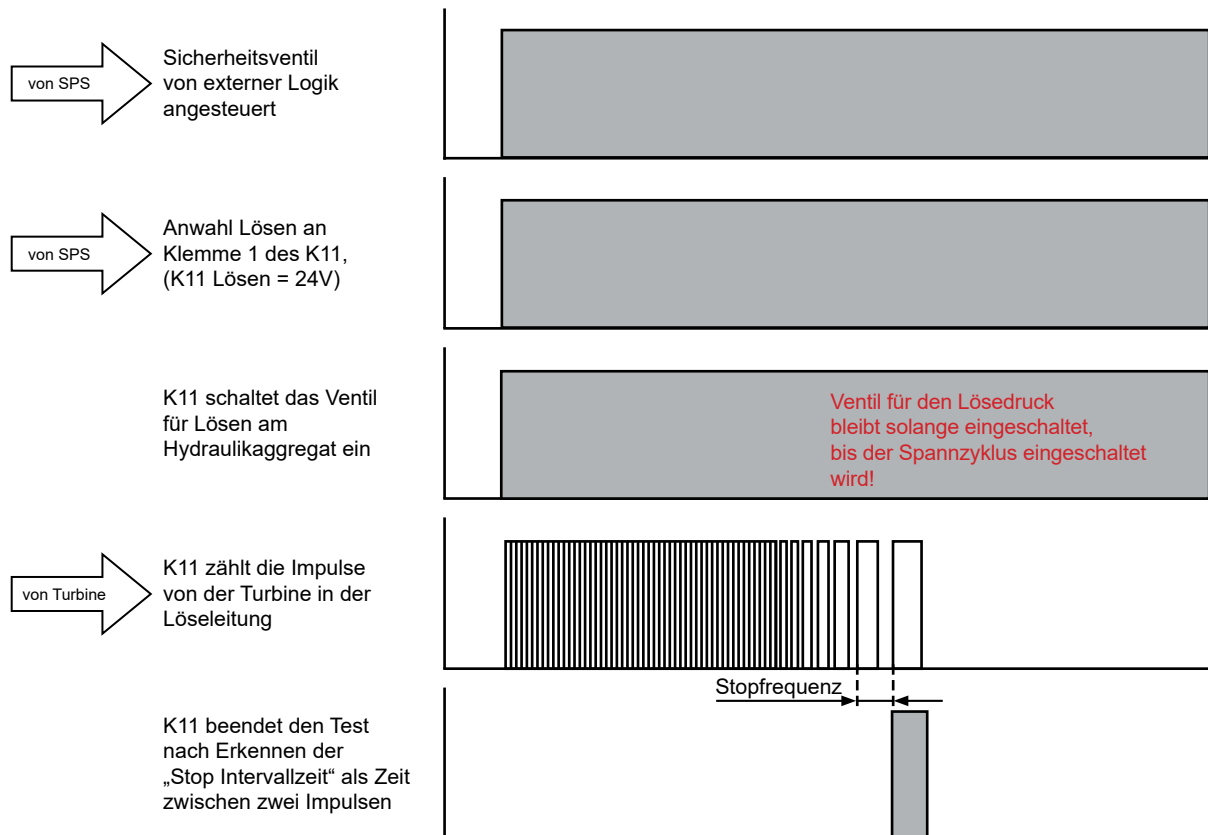 von SPS
Sicherheitsventil
von externer Logik
angesteuert
von SPS
Anwahl Lösen an
Klemme 1 des K11,
(K11 Lösen = 24V)
K11 schaltet das Ventil
für Lösen am
Hydraulikaggregat ein
Ventil für den Lösedruck
bleibt solange eingeschaltet,
bis der Spannzyklus eingeschaltet
wird!
von Turbine
K11 zählt die Impulse
von der Turbine in der
Löseleitung
Stopfrequenz
K11 beendet den Test
nach Erkennen der
„Stop Intervallzeit“ als Zeit
zwischen zwei Impulsen